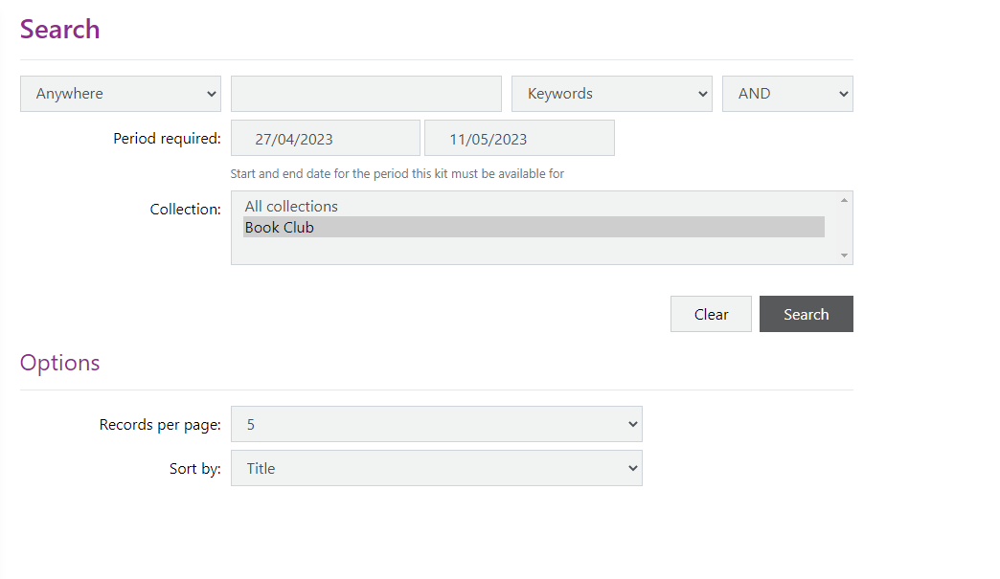 Search
Anywhere Keywords AND
Period required: 27/04/2023 11/05/2023
Start and end date for the period this kit must be available for
Collection: All collections
Book Club
Clear Search
Options
Records per page: 5
Sort by: Title